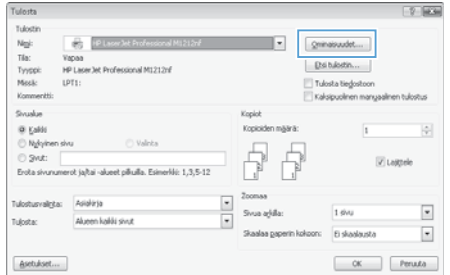 Tulosta
Tulostin
Nimi: HP LaserJet Professional M1212nf
Ominaisuudet...
Tila: Vapaa
Etsi tulostin...
Tyyppi: HP LaserJet Professional M1212nf
Missä: LPT1:
Tulosta tiedostoon
Kommentti:
Kaksipuolinen manuaalinen tulostus
Sivualue
Kopiot
Kaikki
Kopioiden määrä: 1
Nykyinen sivu
Valinta
Sivut:
Lajittele
Erota sivunumerot ja/tai -alueet pilkuilla. Esimerkki: 1,3,5-12
Zoomaa
Tulostusvalinta: Asiakirja
Sivua arkilla: 1 sivu
Tulosta: Alueen kaikki sivut
Skaalaa paperin kokoon: Ei skaalausta
Asetukset...
OK
Peruuta